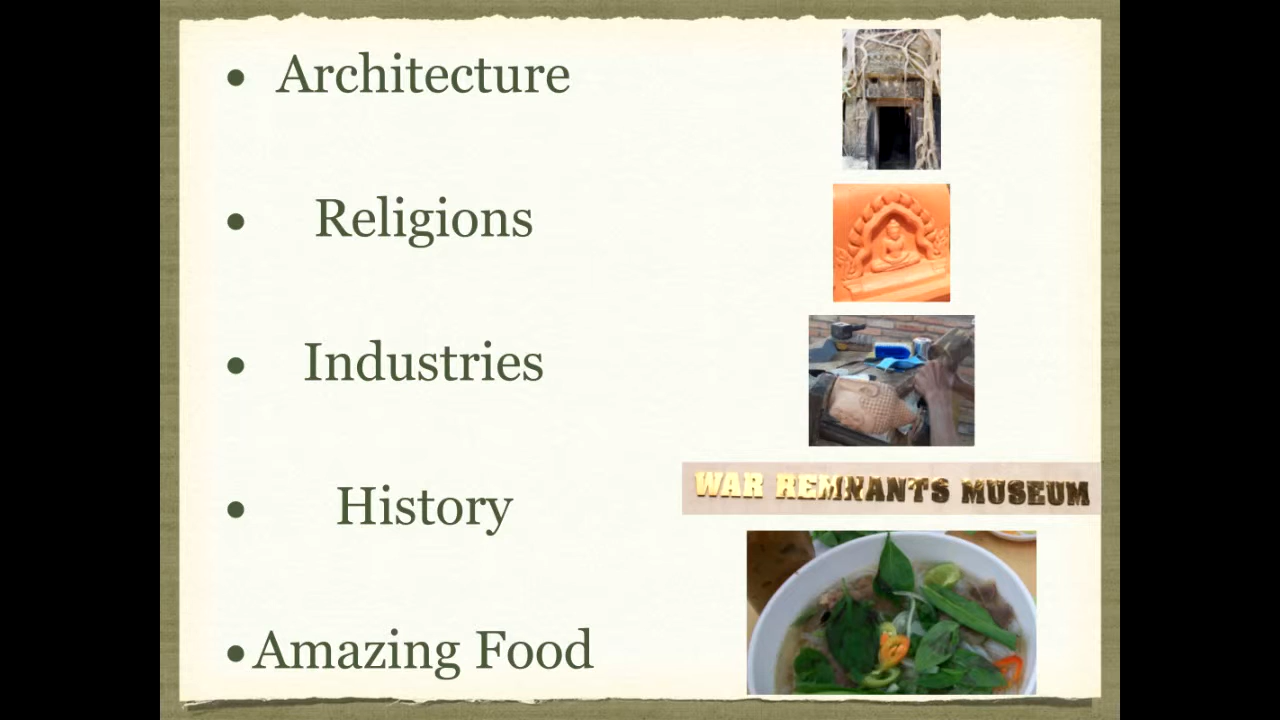 • Architecture
• Religions
• Industries
• History
WAR REMNANTS MUSEUM
• Amazing Food